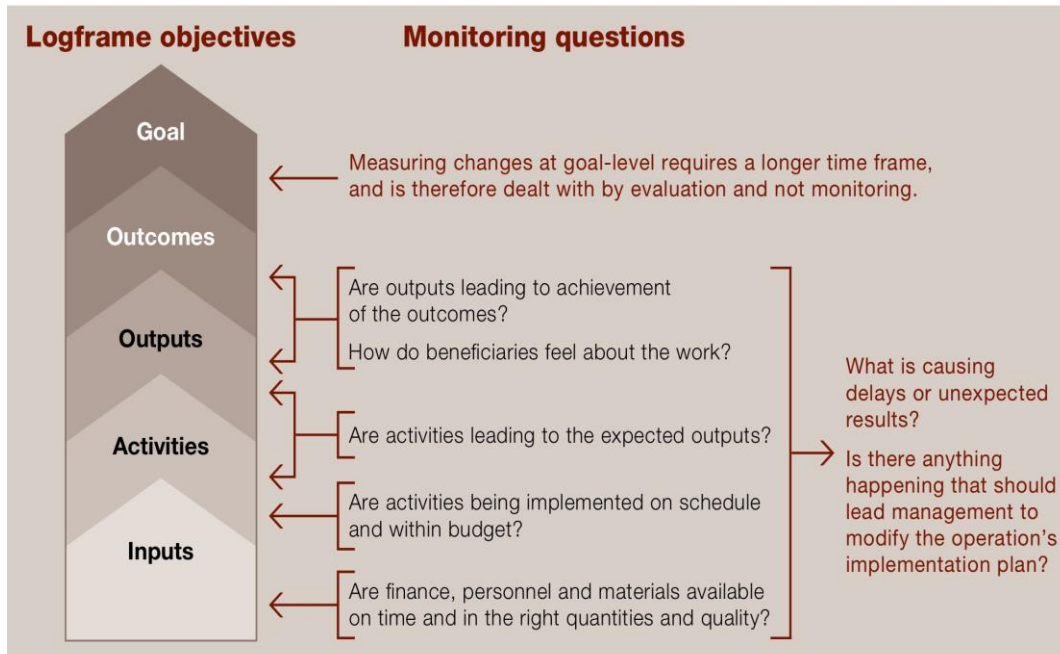 Logframe objectives
Monitoring questions
Goal
Measuring changes at goal-level requires a longer time frame,
and is therefore dealt with by evaluation and not monitoring.
Outcomes
Are outputs leading to achievement
of the outcomes?
How do beneficiaries feel about the work?
Outputs
Are activities leading to the expected outputs?
Activities
Are activities being implemented on schedule
and within budget?
Inputs
Are finance, personnel and materials available
on time and in the right quantities and quality?
What is causing
delays or unexpected
results?
Is there anything
happening that should
lead management to
modify the operation’s
implementation plan?